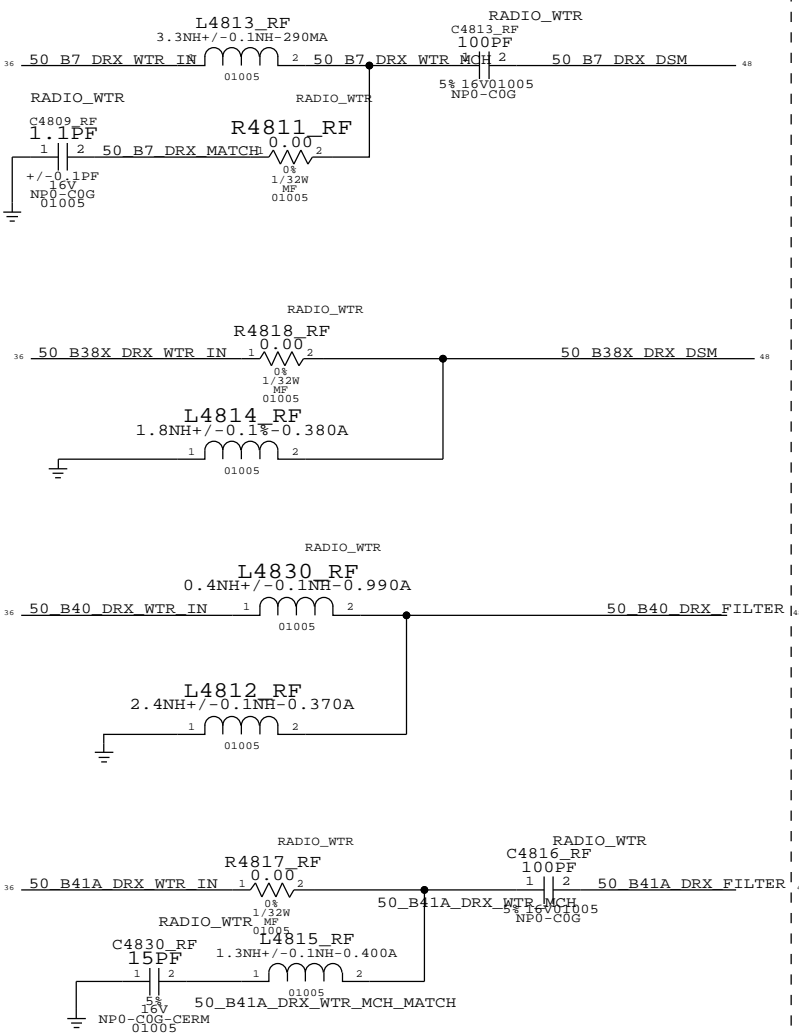 RADIO_WTR
L4813_RF
3.3NH+/-0.1NH-290MA
C4813_RF
100PF
36 50_B7_DRX_WTR_IN 1 2 50_B7_DRX_WTR_MCH 1 2 50_B7_DRX_DSM 48
01005
5% 16V01005
NP0-C0G
RADIO_WTR
RADIO_WTR
C4809_RF
1.1PF
R4811_RF
0.00
1 2 50_B7_DRX_MATCH 1 2
+/-0.1PF
16V
NP0-C0G
01005
0%
1/32W
MF
01005
RADIO_WTR
R4818_RF
0.00
36 50_B38X_DRX_WTR_IN 1 2 50_B38X_DRX_DSM 48
0%
1/32W
MF
01005
L4814_RF
1.8NH+/-0.1%-0.380A
1 2
01005
RADIO_WTR
L4830_RF
0.4NH+/-0.1NH-0.990A
36 50_B40_DRX_WTR_IN 1 2 50_B40_DRX_FILTER
01005
L4812_RF
2.4NH+/-0.1NH-0.370A
1 2
01005
RADIO_WTR
RADIO_WTR
R4817_RF
0.00
C4816_RF
100PF
36 50_B41A_DRX_WTR_IN 1 2 1 2 50_B41A_DRX_FILTER
50_B41A_DRX_WTR_MCH
5% 16V01005
NP0-C0G
0%
1/32W
MF
01005
RADIO_WTR
C4830_RF
15PF
L4815_RF
1.3NH+/-0.1NH-0.400A
1 2 1 2
01005
50_B41A_DRX_WTR_MCH_MATCH
5%
16V
NP0-C0G-CERM
01005